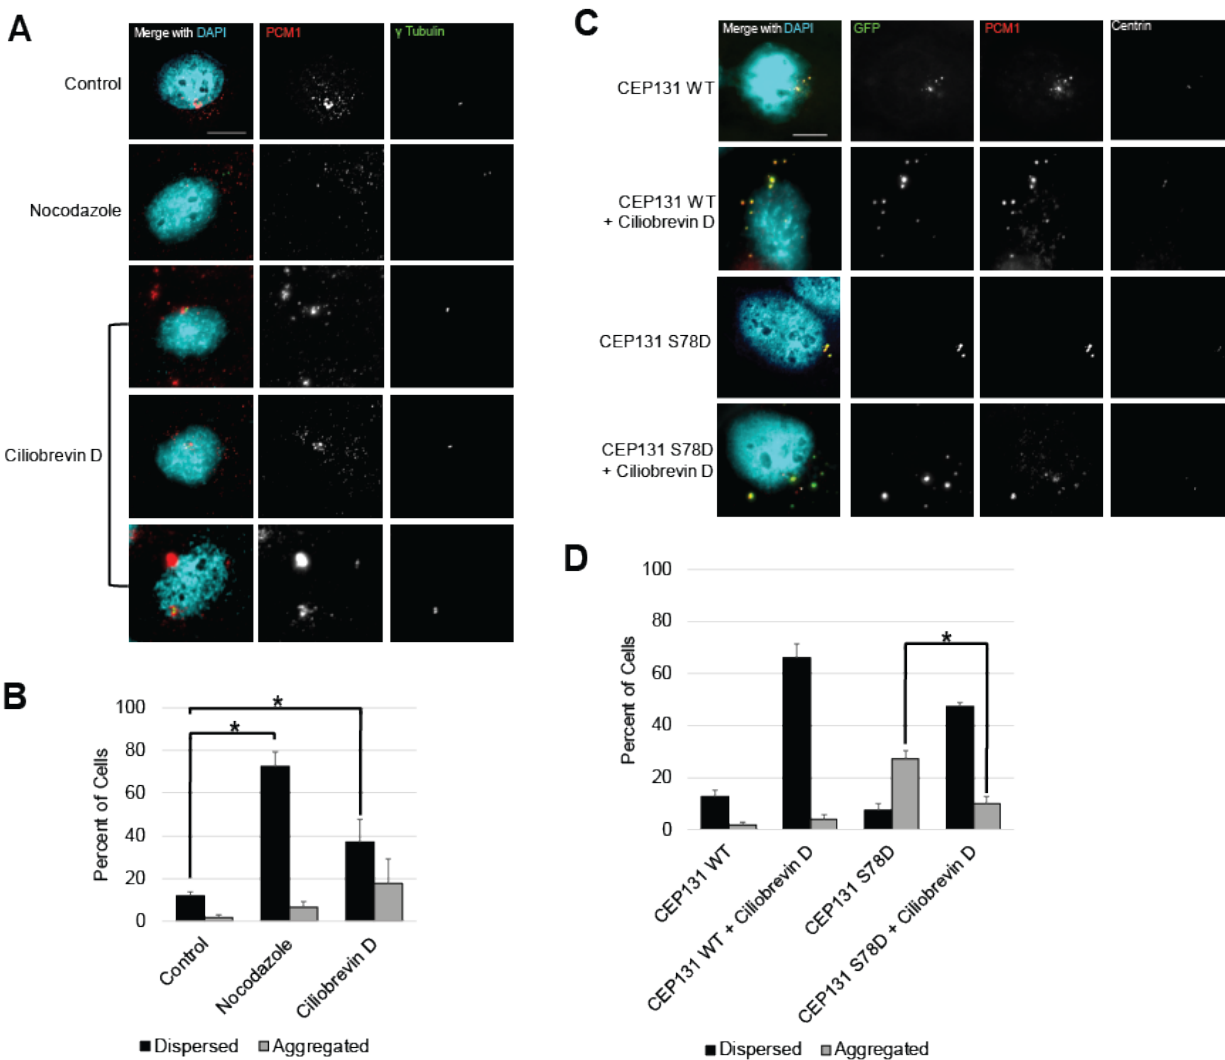 A
Merge with DAPI
PCM1
γ Tubulin
Control
Nocodazole
Ciliobrevin D
B
Percent of Cells
100
80
60
40
20
0
*
*
Control
Nocodazole
Ciliobrevin D
Dispersed
Aggregated
C
Merge with DAPI
GFP
PCM1
Centrin
CEP131 WT
CEP131 WT
+ Ciliobrevin D
CEP131 S78D
CEP131 S78D
+ Ciliobrevin D
D
Percent of Cells
100
80
60
40
20
0
*
CEP131 WT
CEP131 WT + Ciliobrevin D
CEP131 S78D
CEP131 S78D + Ciliobrevin D
Dispersed
Aggregated